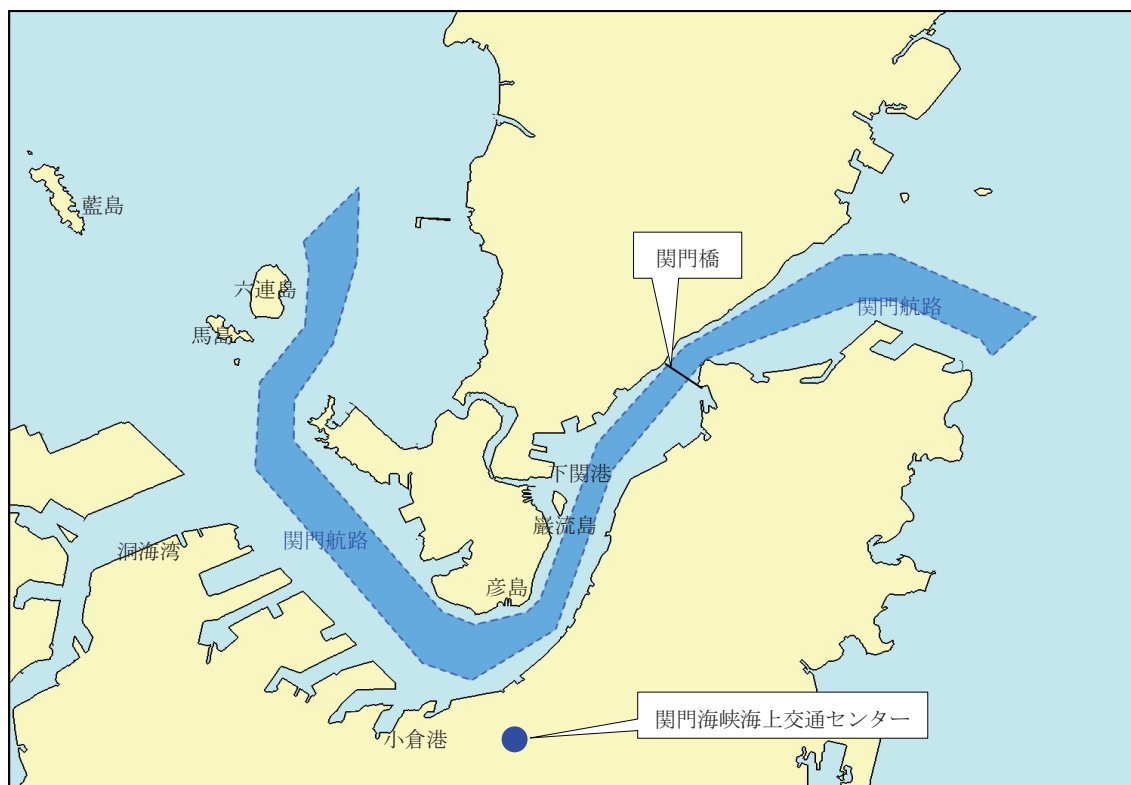 藍島
関門橋
六連島
関門航路
馬島
下関港
巌流島
関門航路
洞海湾
彦島
関門海峡海上交通センター
小倉港